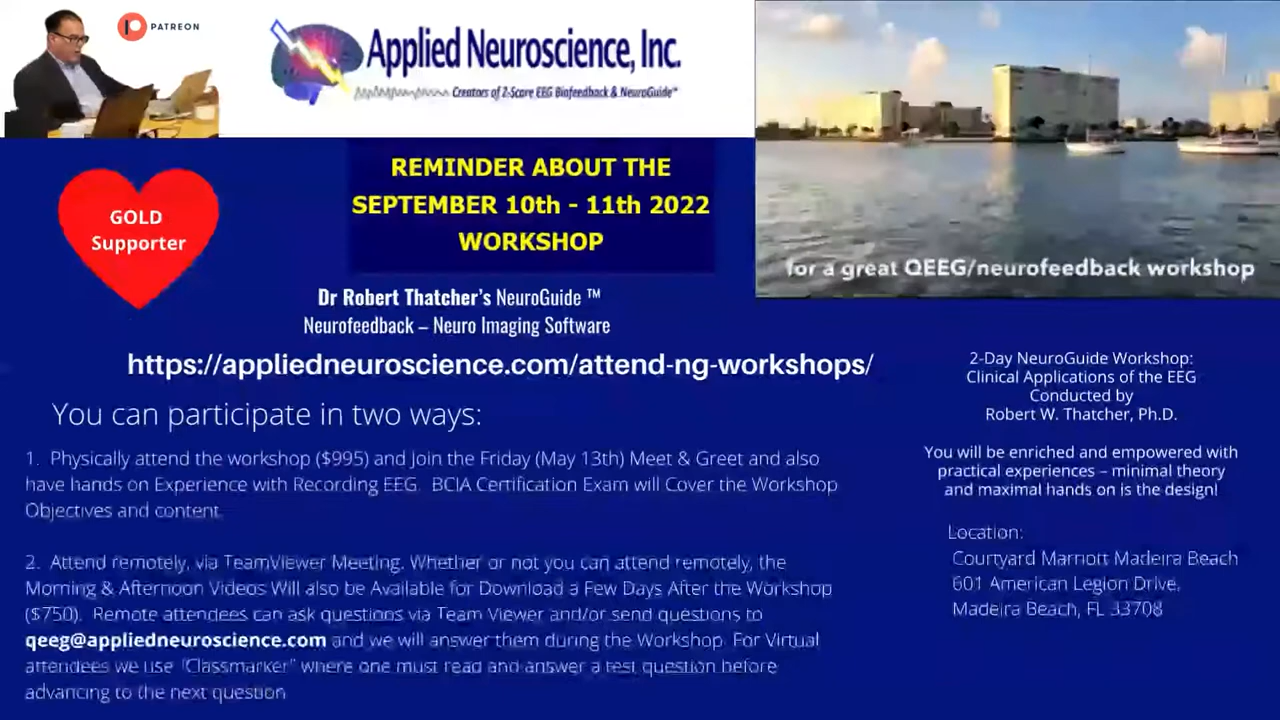 PATREON
Applied Neuroscience, Inc.
Creators of Z-Score EEG Biofeedback & NeuroGuide™
for a great QEEG/neurofeedback workshop
GOLD
Supporter
REMINDER ABOUT THE
SEPTEMBER 10th - 11th 2022
WORKSHOP
Dr Robert Thatcher's NeuroGuide ™
Neurofeedback – Neuro Imaging Software
https://appliedneuroscience.com/attend-ng-workshops/
You can participate in two ways:
1. Physically attend the workshop ($995) and Join the Friday (May 13th) Meet & Greet and also
have hands on Experience with Recording EEG. BCIA Certification Exam will Cover the Workshop
Objectives and content.
2. Attend remotely, via TeamViewer Meeting. Whether or not you can attend remotely, the
Morning & Afternoon Videos Will also be Available for Download a Few Days After the Workshop
($750). Remote attendees can ask questions via Team Viewer and/or send questions to
qeeg@appliedneuroscience.com and we will answer them during the Workshop. For Virtual
attendees we use "Classmarker" where one must read and answer a test question before
advancing to the next question
2-Day NeuroGuide Workshop:
Clinical Applications of the EEG
Conducted by
Robert W. Thatcher, Ph.D.
You will be enriched and empowered with
practical experiences – minimal theory
and maximal hands on is the design!
Location:
Courtyard Marriott Madeira Beach
601 American Legion Drive,
Madeira Beach, FL 33708